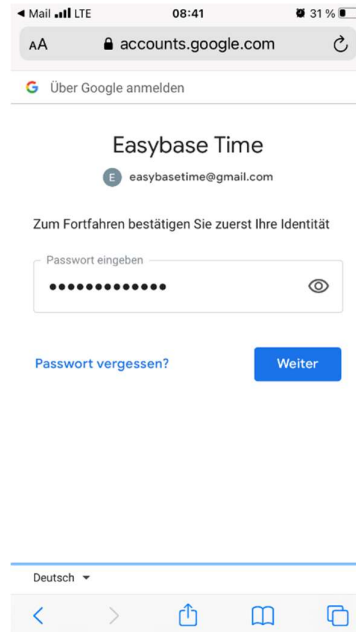 Mail LTE 08:41 31 %
AA accounts.google.com
G Über Google anmelden
Easybase Time
E easybasetime@gmail.com
Zum Fortfahren bestätigen Sie zuerst Ihre Identität
Passwort eingeben
•••••••••••••
Passwort vergessen? Weiter
Deutsch